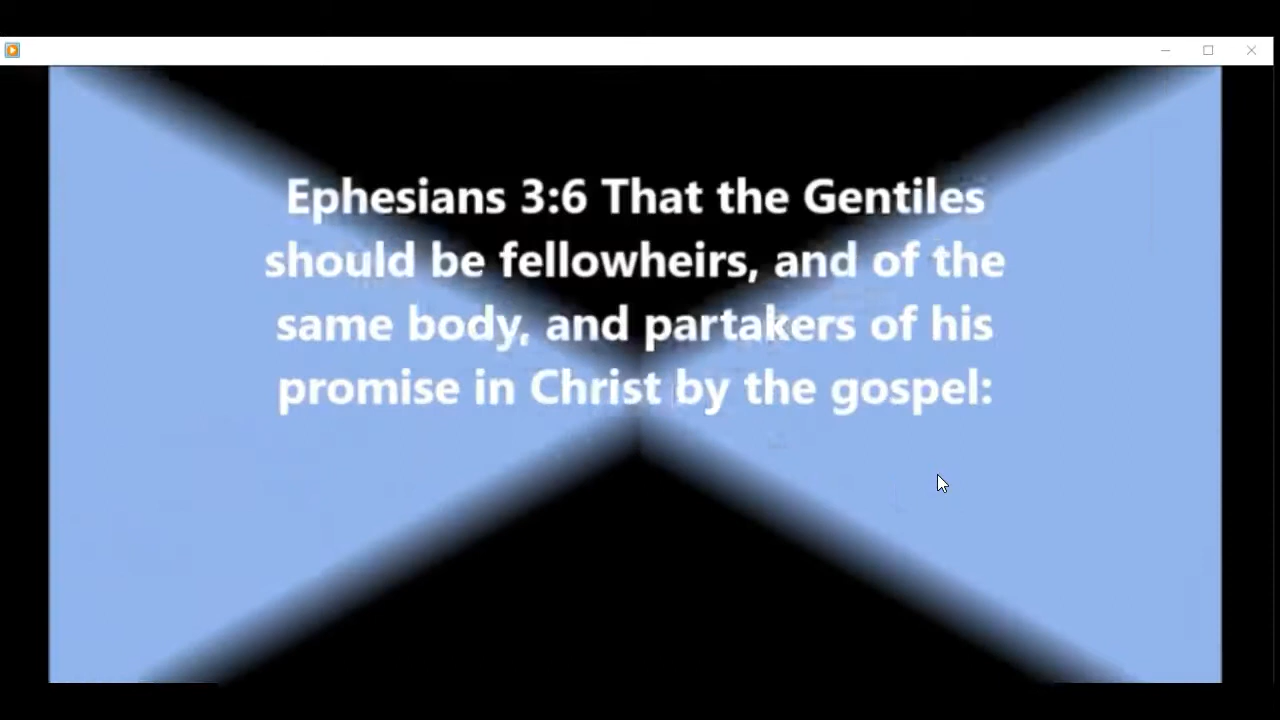 Ephesians 3:6 That the Gentiles
should be fellowheirs, and of the
same body, and partakers of his
promise in Christ by the gospel: